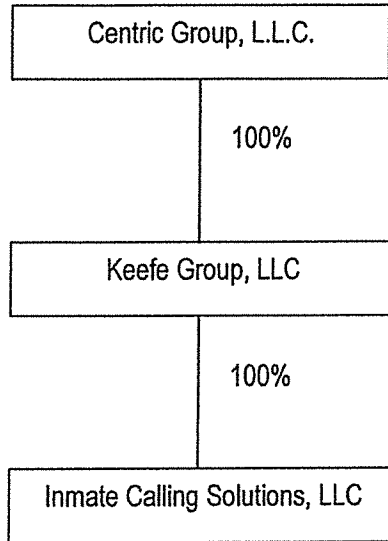 Centric Group, L.L.C.
100%
Keefe Group, LLC
100%
Inmate Calling Solutions, LLC